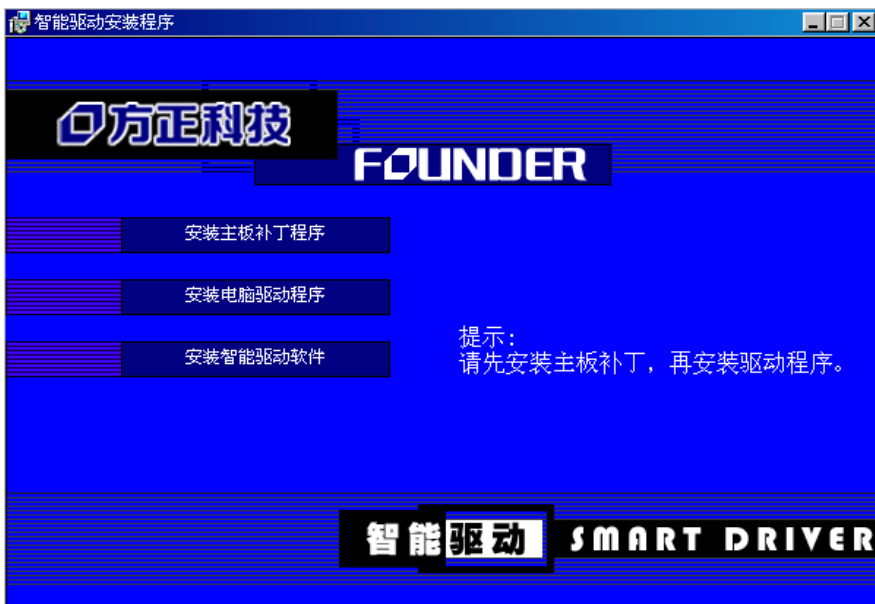 智能驱动安装程序
方正科技
FOUNDER
安装主板补丁程序
安装电脑驱动程序
安装智能驱动软件
提示：
请先安装主板补丁，再安装驱动程序。
智能驱动 SMART DRIVER